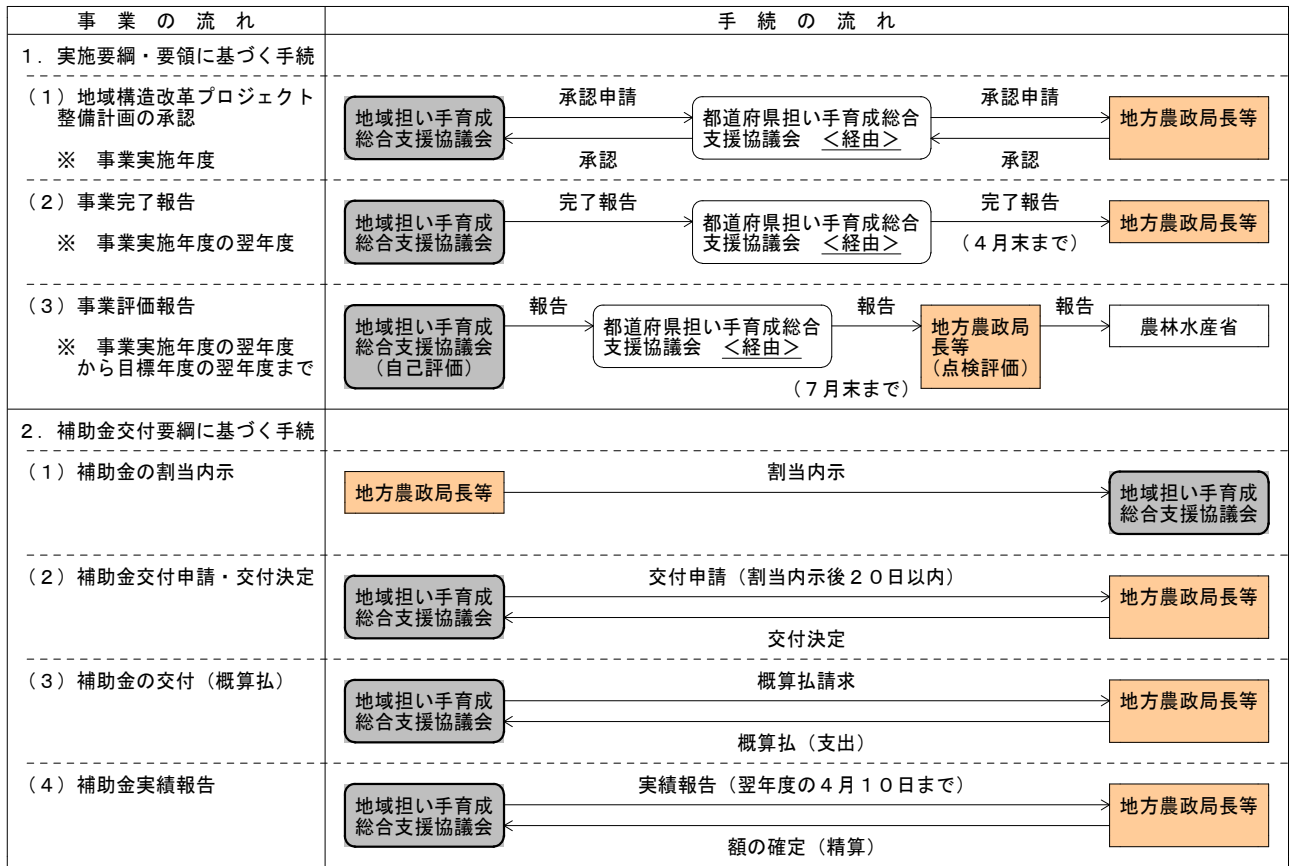 事 業 の 流 れ
手 続 の 流 れ
１．実施要綱・要領に基づく手続
（１）地域構造改革プロジェクト
整備計画の承認
※ 事業実施年度
地域担い手育成
総合支援協議会
承認申請
承認
都道府県担い手育成総合
支援協議会 ＜経由＞
承認申請
承認
地方農政局長等
（２）事業完了報告
※ 事業実施年度の翌年度
地域担い手育成
総合支援協議会
完了報告
都道府県担い手育成総合
支援協議会 ＜経由＞
完了報告
（４月末まで）
地方農政局長等
（３）事業評価報告
※ 事業実施年度の翌年度
から目標年度の翌年度まで
地域担い手育成
総合支援協議会
（自己評価）
報告
都道府県担い手育成総合
支援協議会 ＜経由＞
報告
（７月末まで）
地方農政局
長等
（点検評価）
報告
農林水産省
２．補助金交付要綱に基づく手続
（１）補助金の割当内示
地方農政局長等
割当内示
地域担い手育成
総合支援協議会
（２）補助金交付申請・交付決定
地域担い手育成
総合支援協議会
交付申請（割当内示後２０日以内）
交付決定
地方農政局長等
（３）補助金の交付（概算払）
地域担い手育成
総合支援協議会
概算払請求
概算払（支出）
地方農政局長等
（４）補助金実績報告
地域担い手育成
総合支援協議会
実績報告（翌年度の４月１０日まで）
額の確定（精算）
地方農政局長等